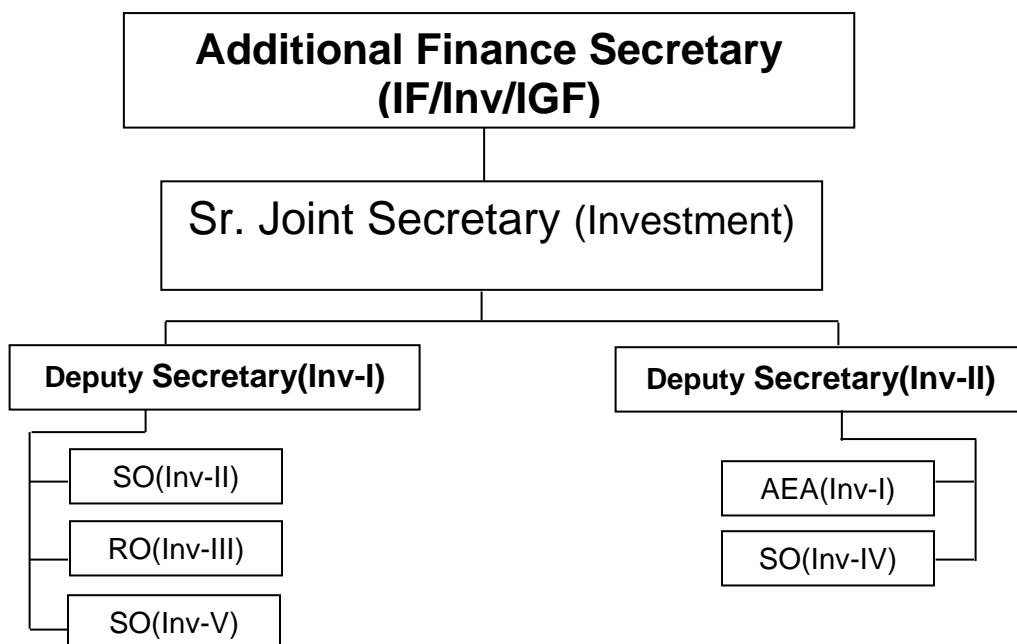 Additional Finance Secretary
(IF/Inv/IGF)
Sr. Joint Secretary (Investment)
Deputy Secretary(Inv-I)
Deputy Secretary(Inv-II)
SO(Inv-II)
RO(Inv-III)
SO(Inv-V)
AEA(Inv-I)
SO(Inv-IV)